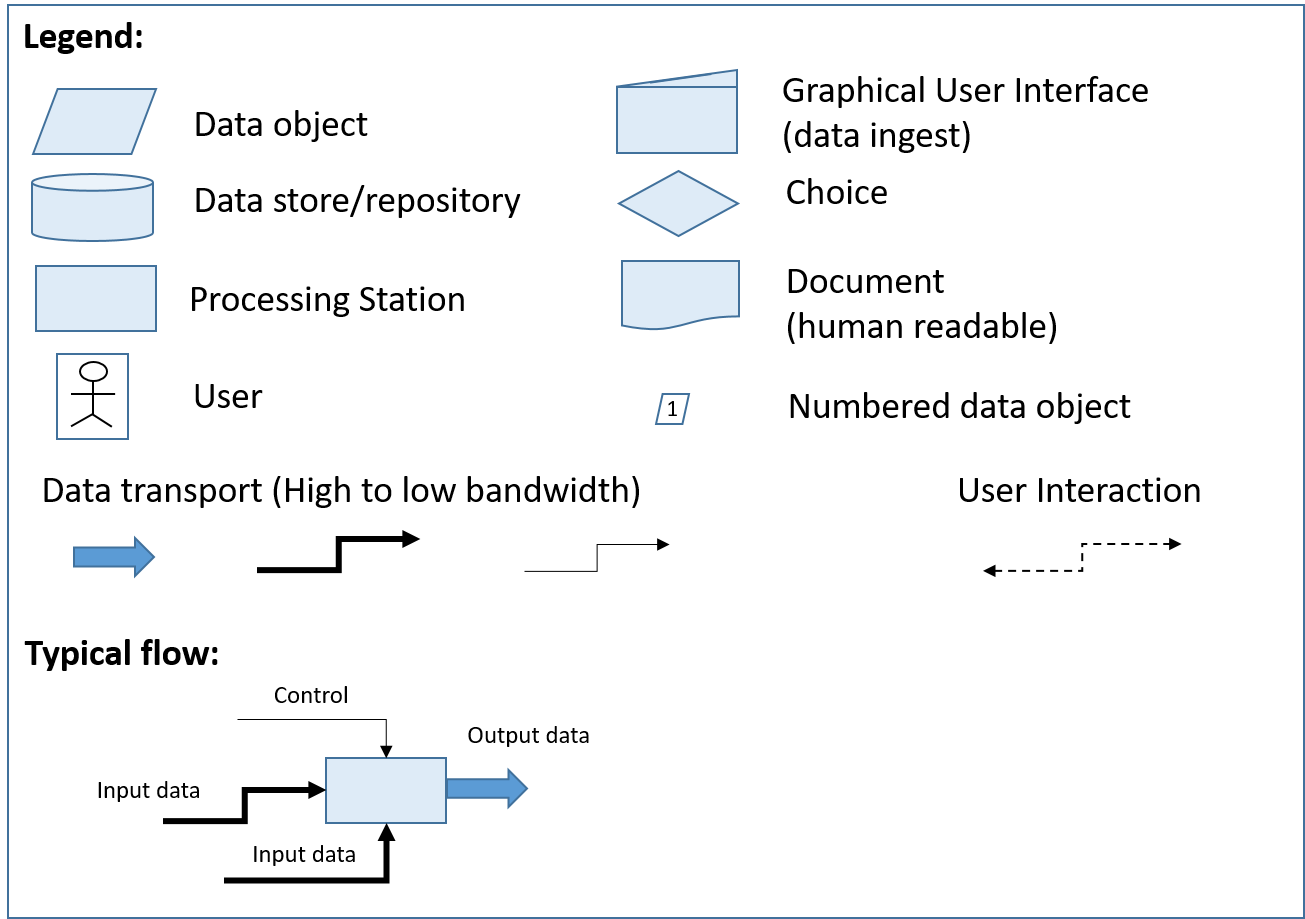 Legend:
Data object
Graphical User Interface
(data ingest)
Data store/repository
Choice
Processing Station
Document
(human readable)
User
1
Numbered data object
Data transport (High to low bandwidth)
User Interaction
Typical flow:
Control
Output data
Input data
Input data